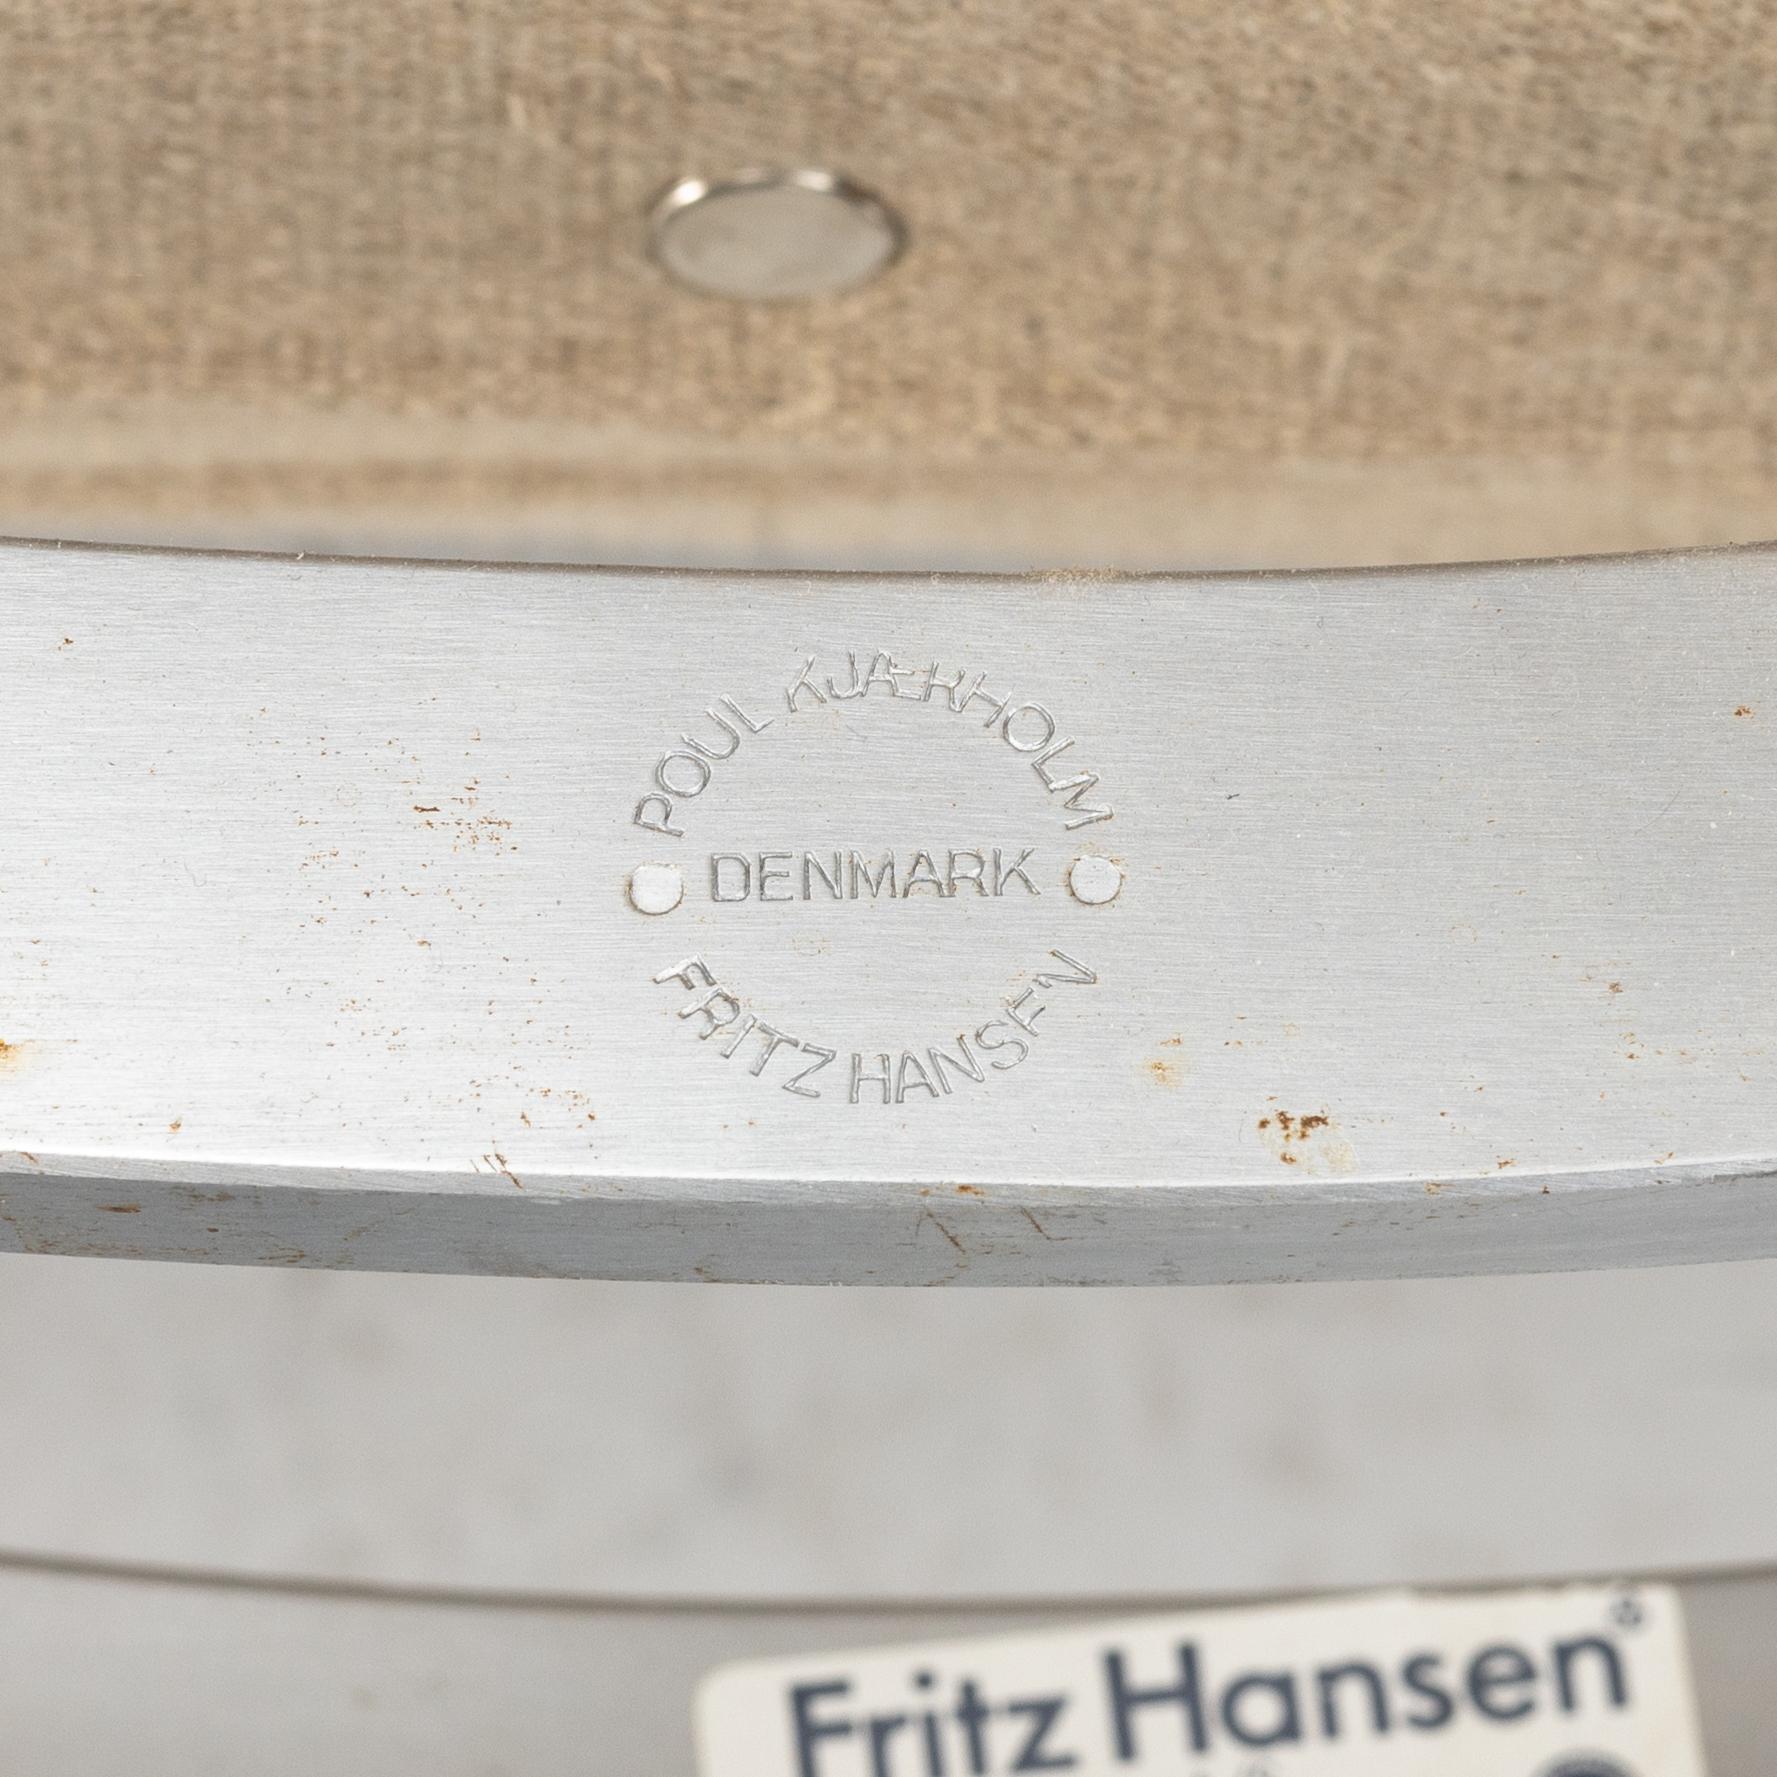 POUL KJÆRHOLM
DENMARK
FRITZ HANSEN
Fritz Hansen®